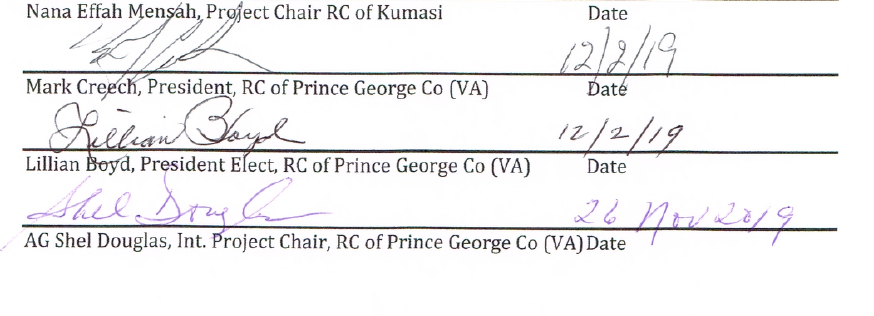 Nana Effah Mensah, Project Chair RC of Kumasi Date
12/2/19
Mark Creech, President, RC of Prince George Co (VA) Date
Lillian Boyd 12/2/19
Lillian Boyd, President Elect, RC of Prince George Co (VA) Date
Shel Douglas 26 Nov 2019
AG Shel Douglas, Int. Project Chair, RC of Prince George Co (VA) Date